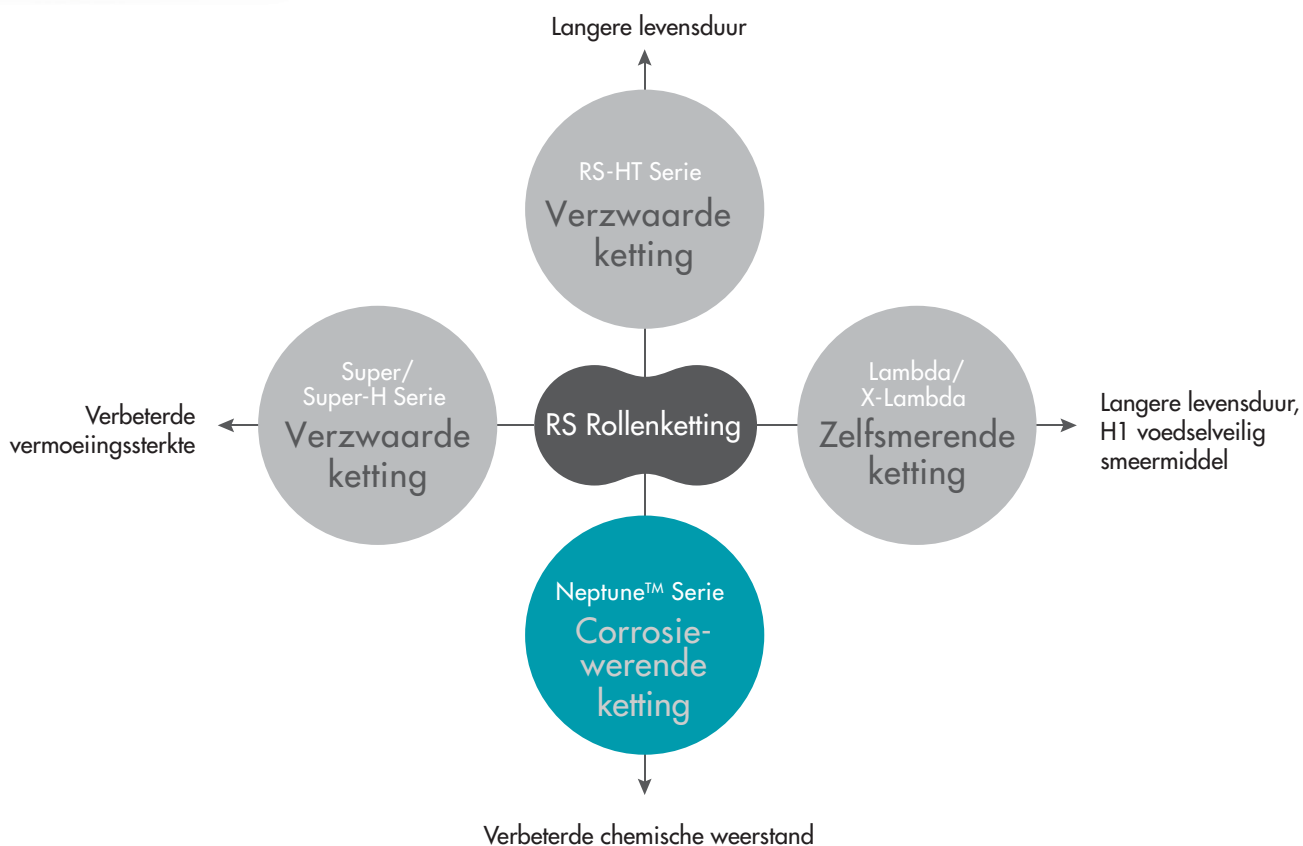 Langere levensduur
RS-HT Serie
Verzwaarde
ketting
Super/
Super-H Serie
Verzwaarde
ketting
Verbeterde
vermoeiingssterkte
RS Rollenketting
Lambda/
X-Lambda
Zelfsmerende
ketting
Langere levensduur,
H1 voedselveilig
smeermiddel
Neptune™ Serie
Corrosie-
werende
ketting
Verbeterde chemische weerstand